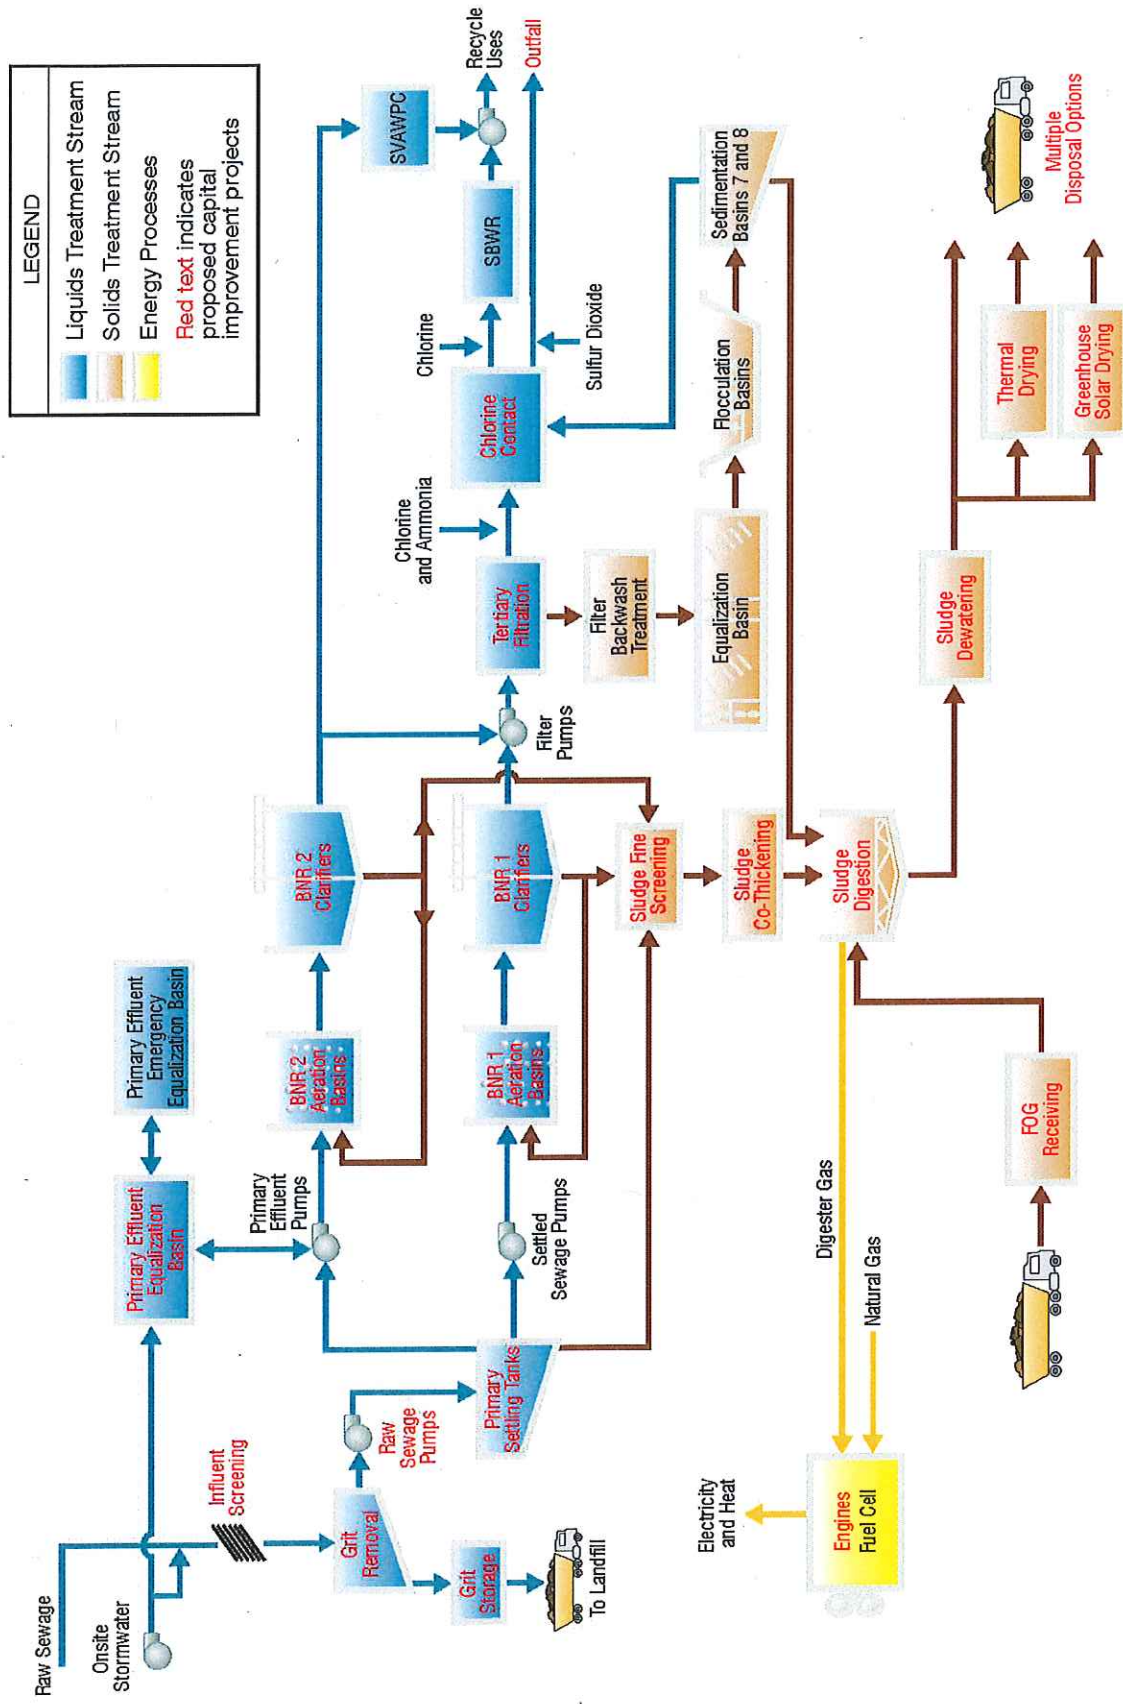 LEGEND
Liquids Treatment Stream
Solids Treatment Stream
Energy Processes
Red text indicates
proposed capital
improvement projects
Raw Sewage
Onsite
Stormwater
Influent
Screening
Grit
Removal
Grit
Storage
To Landfill
Raw
Sewage
Pumps
Primary
Settling Tanks
Primary Effluent
Equalization
Basin
Primary Effluent
Emergency
Equalization Basin
Primary
Effluent
Pumps
Settled
Sewage Pumps
BNR 2
Aeration
Basins
BNR 2
Clarifiers
BNR 1
Aeration
Basins
BNR 1
Clarifiers
Filter
Pumps
Tertiary
Filtration
Chlorine
and Ammonia
Chlorine
Contact
Chlorine
Sulfur Dioxide
SBWR
SVAWPC
Recycle
Uses
Outfall
Filter
Backwash
Treatment
Equalization
Basin
Flocculation
Basins
Sedimentation
Basins 7 and 8
Sludge Fine
Screening
Sludge
Co-Thickening
Sludge
Digestion
Sludge
Dewatering
Thermal
Drying
Greenhouse
Solar Drying
Multiple
Disposal Options
FOG
Receiving
Digester Gas
Natural Gas
Electricity
and Heat
Engines
Fuel Cell